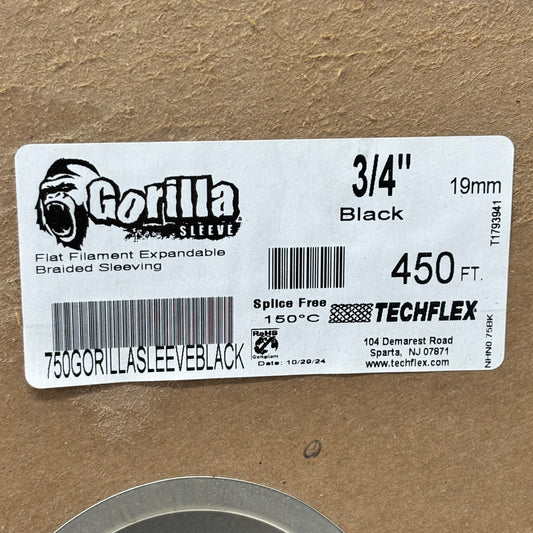 Gorilla
SLEEVE
Flat Filament Expandable
Braided Sleeving
750GORILLASLEEVEBLACK
3/4"
19mm
Black
450 FT.
Splice Free
150°C
RoHS
Compliant
Date: 10/29/24
TECHFLEX
104 Demarest Road
Sparta, NJ 07871
www.techflex.com
T1793941
NHN0.75BK